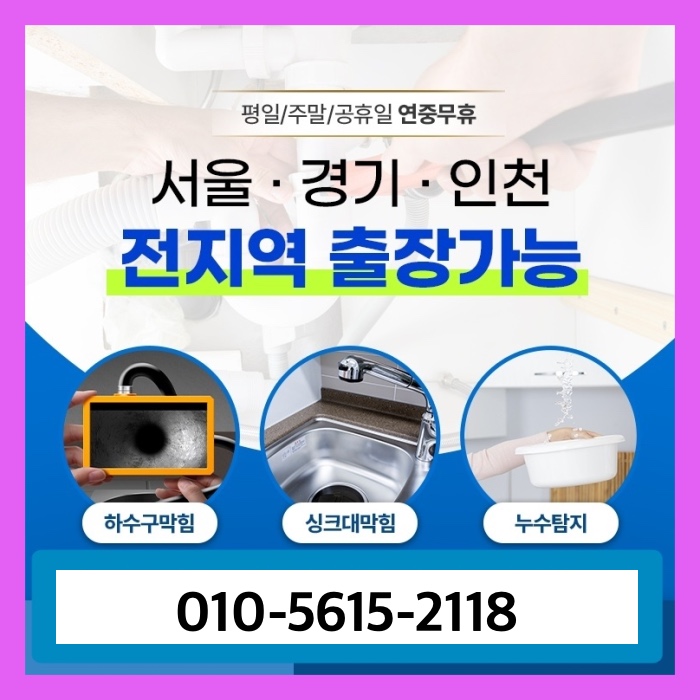 평일/주말/공휴일 연중무휴
서울 · 경기 · 인천
전지역 출장가능
하수구막힘
싱크대막힘
누수탐지
010-5615-2118